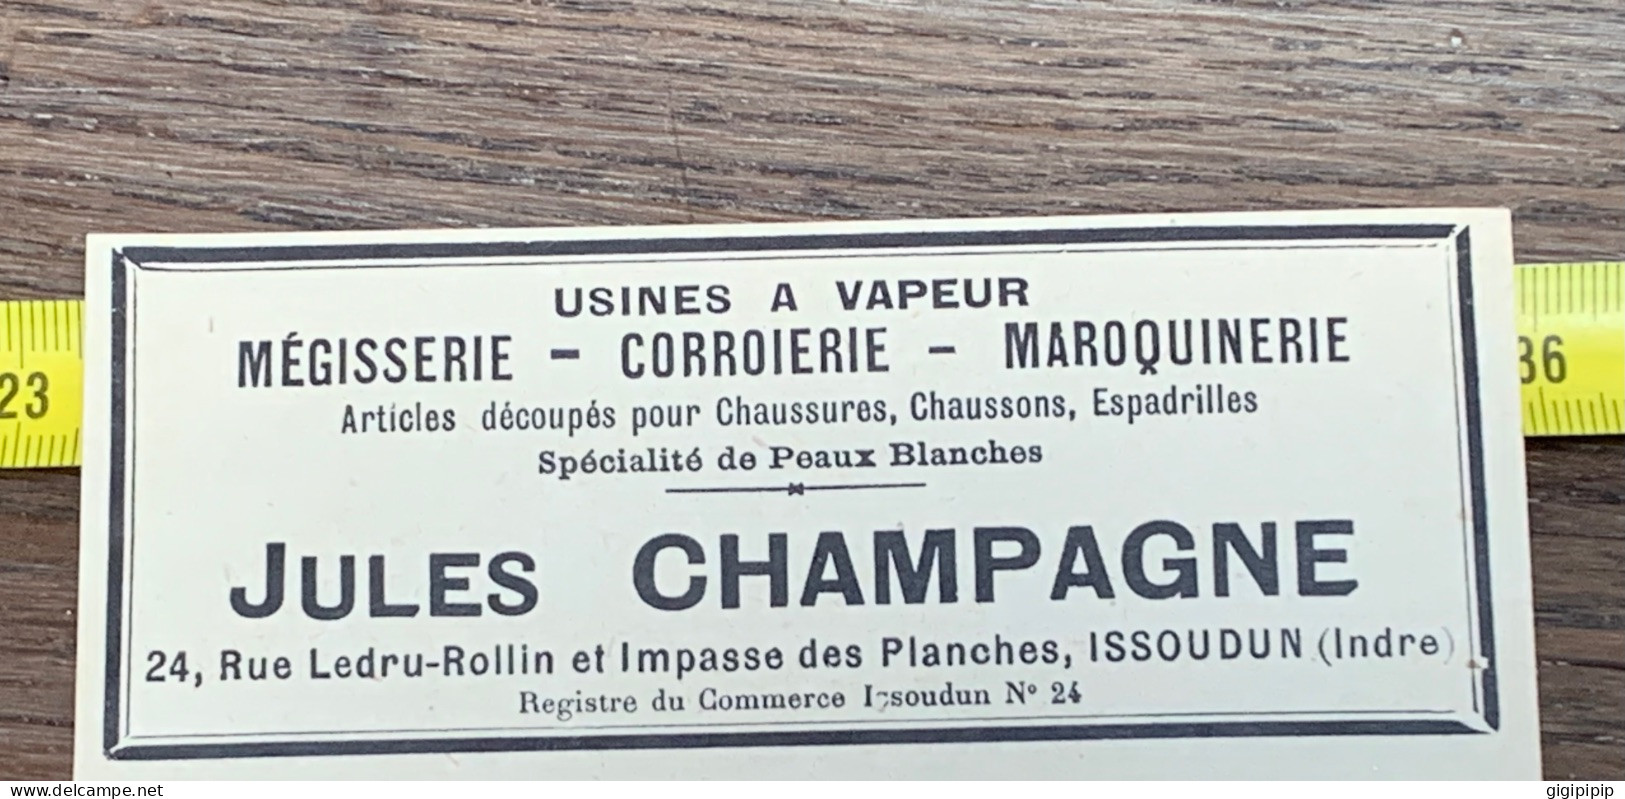 USINES A VAPEUR
MÉGISSERIE - CORROIERIE - MAROQUINERIE
Articles découpés pour Chaussures, Chaussons, Espadrilles
Spécialité de Peaux Blanches
23
36
JULES CHAMPAGNE
24, Rue Ledru-Rollin et Impasse des Planches, ISSOUDUN (Indre)
Registre du Commerce Issoudun N° 24
www.delcampe.net
gigipipip